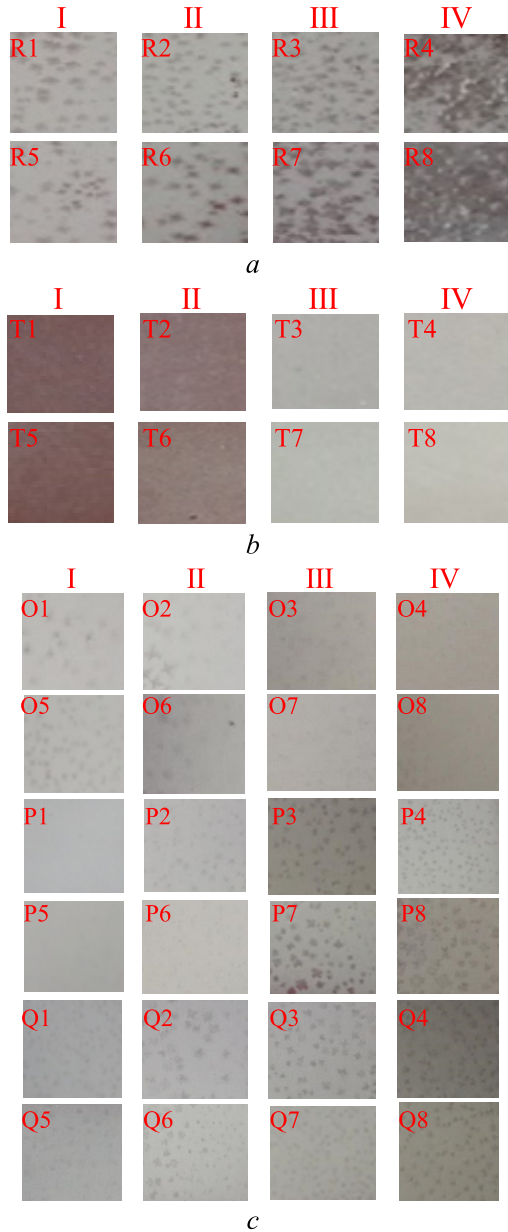 I II III IV
R1 R2 R3 R4
R5 R6 R7 R8
a
I II III IV
T1 T2 T3 T4
T5 T6 T7 T8
b
I II III IV
O1 O2 O3 O4
O5 O6 O7 O8
P1 P2 P3 P4
P5 P6 P7 P8
Q1 Q2 Q3 Q4
Q5 Q6 Q7 Q8
c